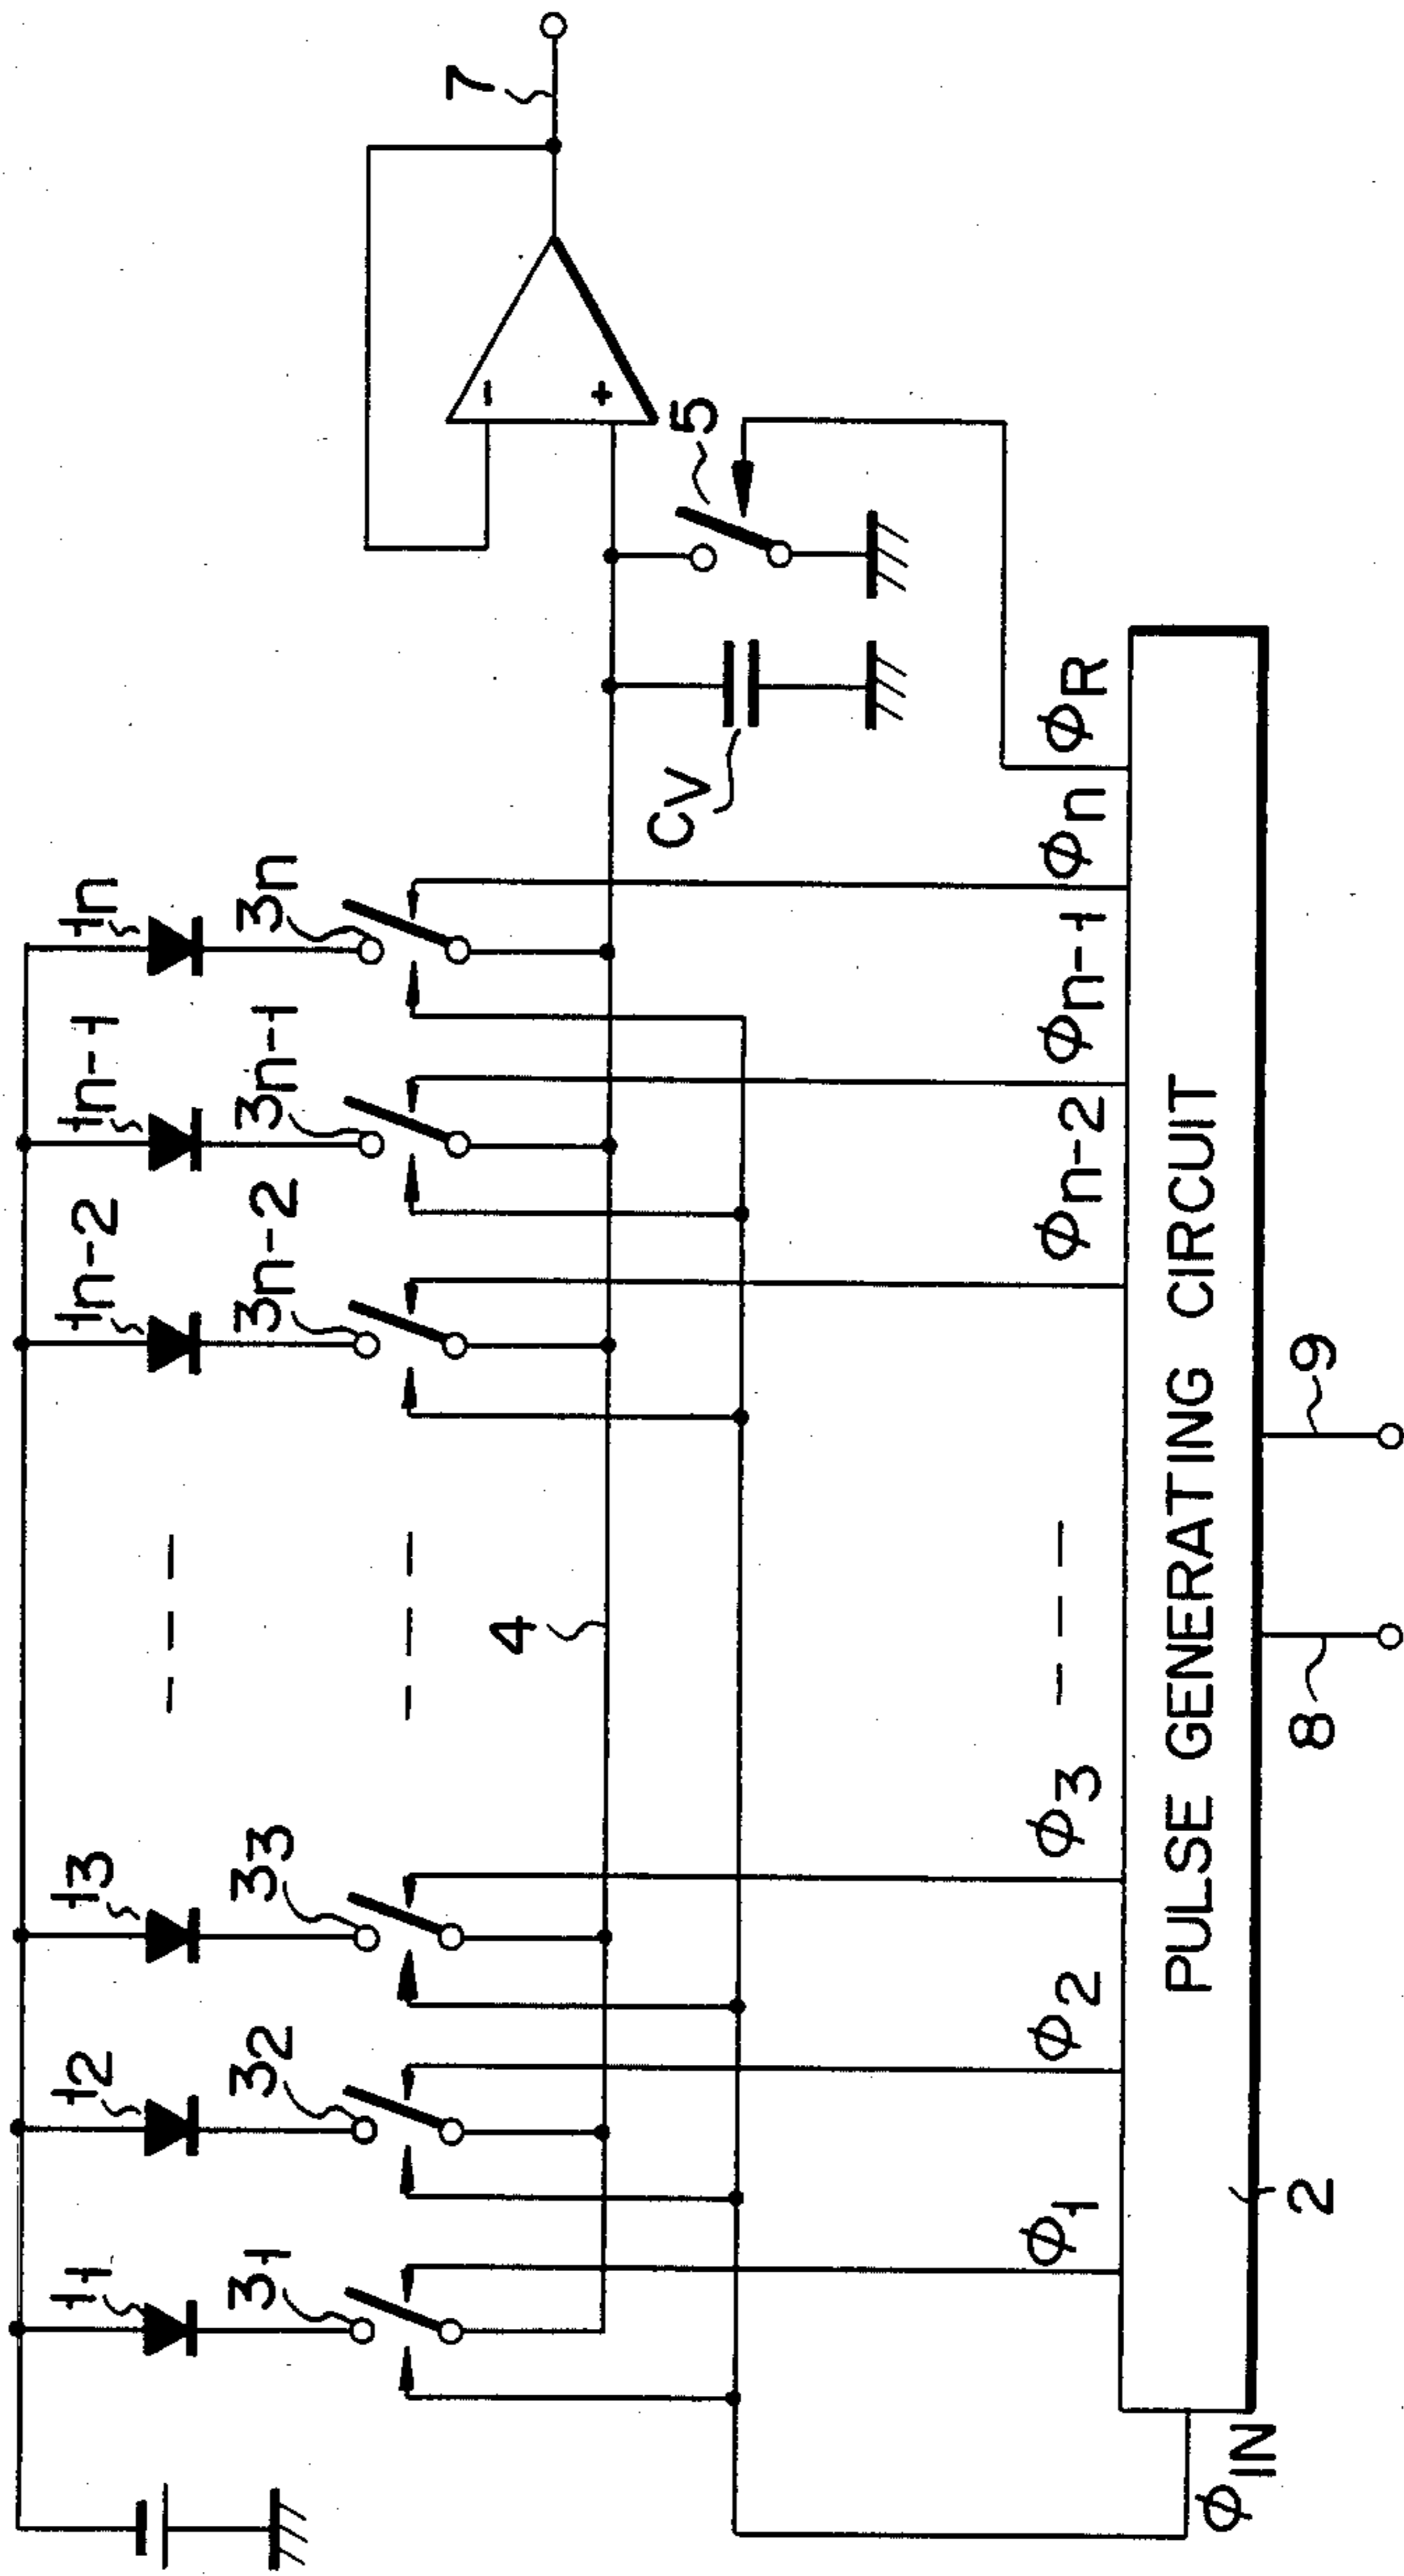 1₁ 1₂ 1₃ 1n-2 1n-1 1n
3₁ 3₂ 3₃ 3n-2 3n-1 3n
7
4
- +
5
CV
ϕ₁ ϕ₂ ϕ₃ ϕn-2 ϕn-1 ϕn ϕR
PULSE GENERATING CIRCUIT
ϕIN
2
8 9